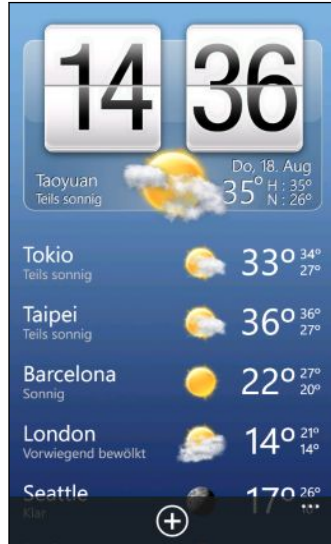 14 36
Taoyuan
Teils sonnig
Do, 18. Aug
35° H : 35°
N : 26°
Tokio
Teils sonnig
33° 34°
27°
Taipei
Teils sonnig
36° 36°
27°
Barcelona
Sonnig
22° 27°
20°
London
Vorwiegend bewölkt
14° 21°
14°
Seattle
Klar
17° 26°